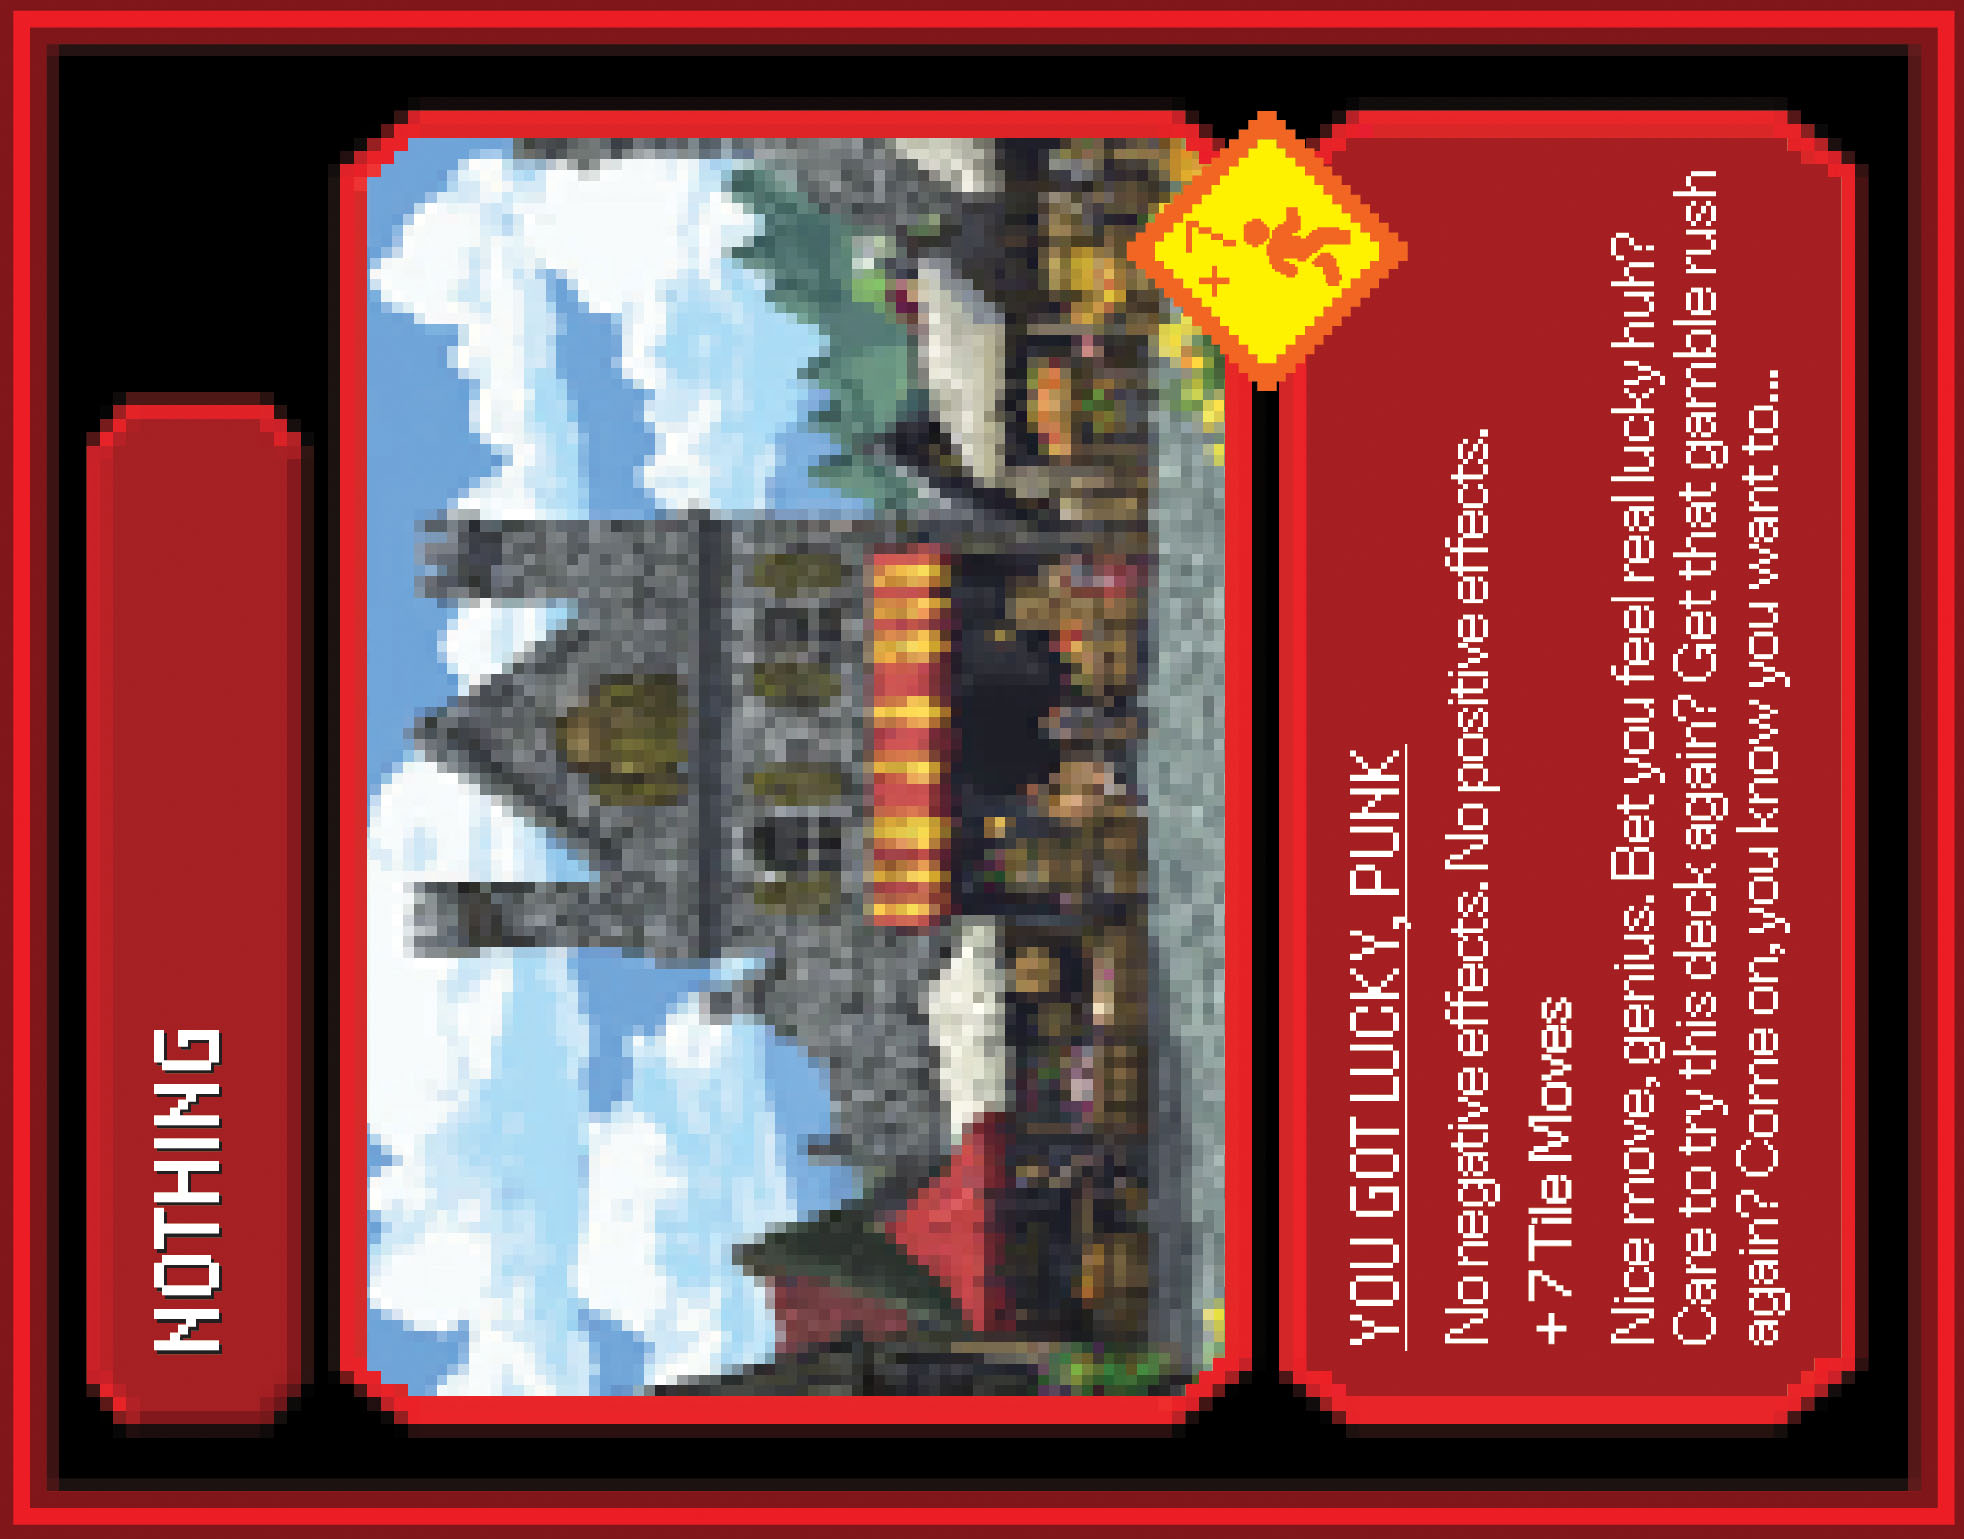 NOTHING
+7
YOU GOT LUCKY, PUNK
No negative effects. No positive effects.
+7 Tile Moves
Nice move, genius. Bet you feel real lucky huh?
Care to try this deck again? Get that gamble rush
again? Come on, you know you want to...